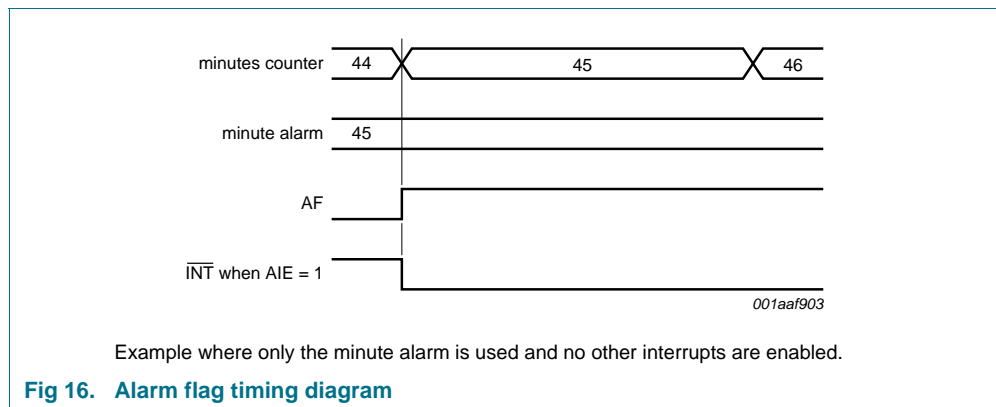 minutes counter 44 45 46
minute alarm 45
AF
INT when AIE = 1
001aaf903
Example where only the minute alarm is used and no other interrupts are enabled.
Fig 16. Alarm flag timing diagram